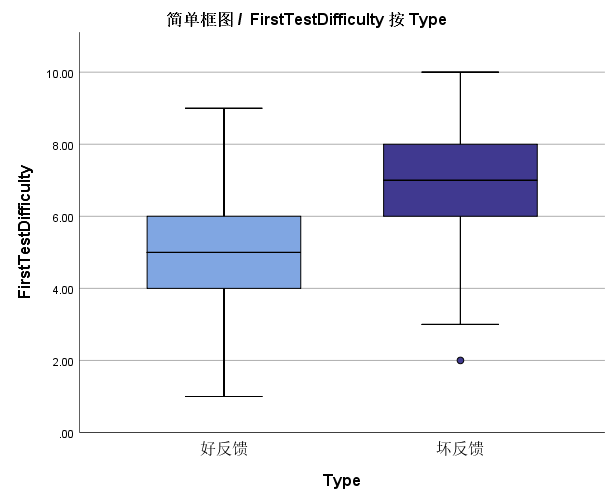 简单框图 / FirstTestDifficulty 按 Type
FirstTestDifficulty
10.00
8.00
6.00
4.00
2.00
.00
好反馈 坏反馈
Type